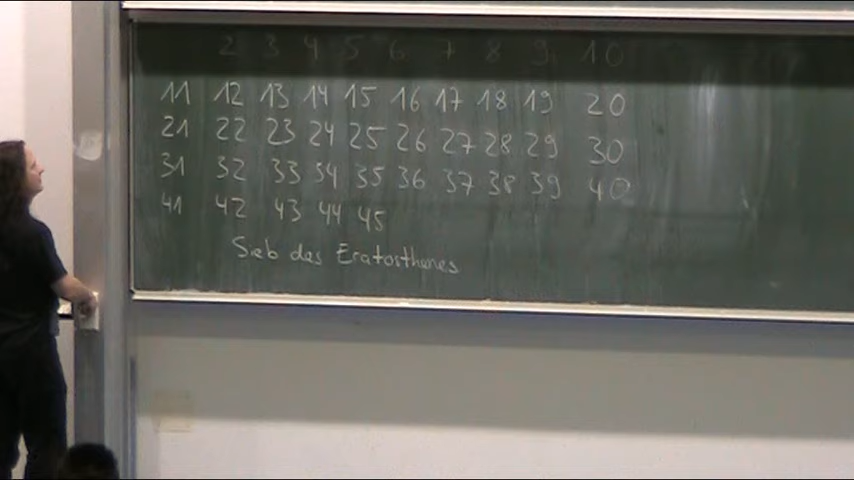 2 3 4 5 6 7 8 9 10
11 12 13 14 15 16 17 18 19 20
21 22 23 24 25 26 27 28 29 30
31 32 33 34 35 36 37 38 39 40
41 42 43 44 45
Sieb das Eratosthenes